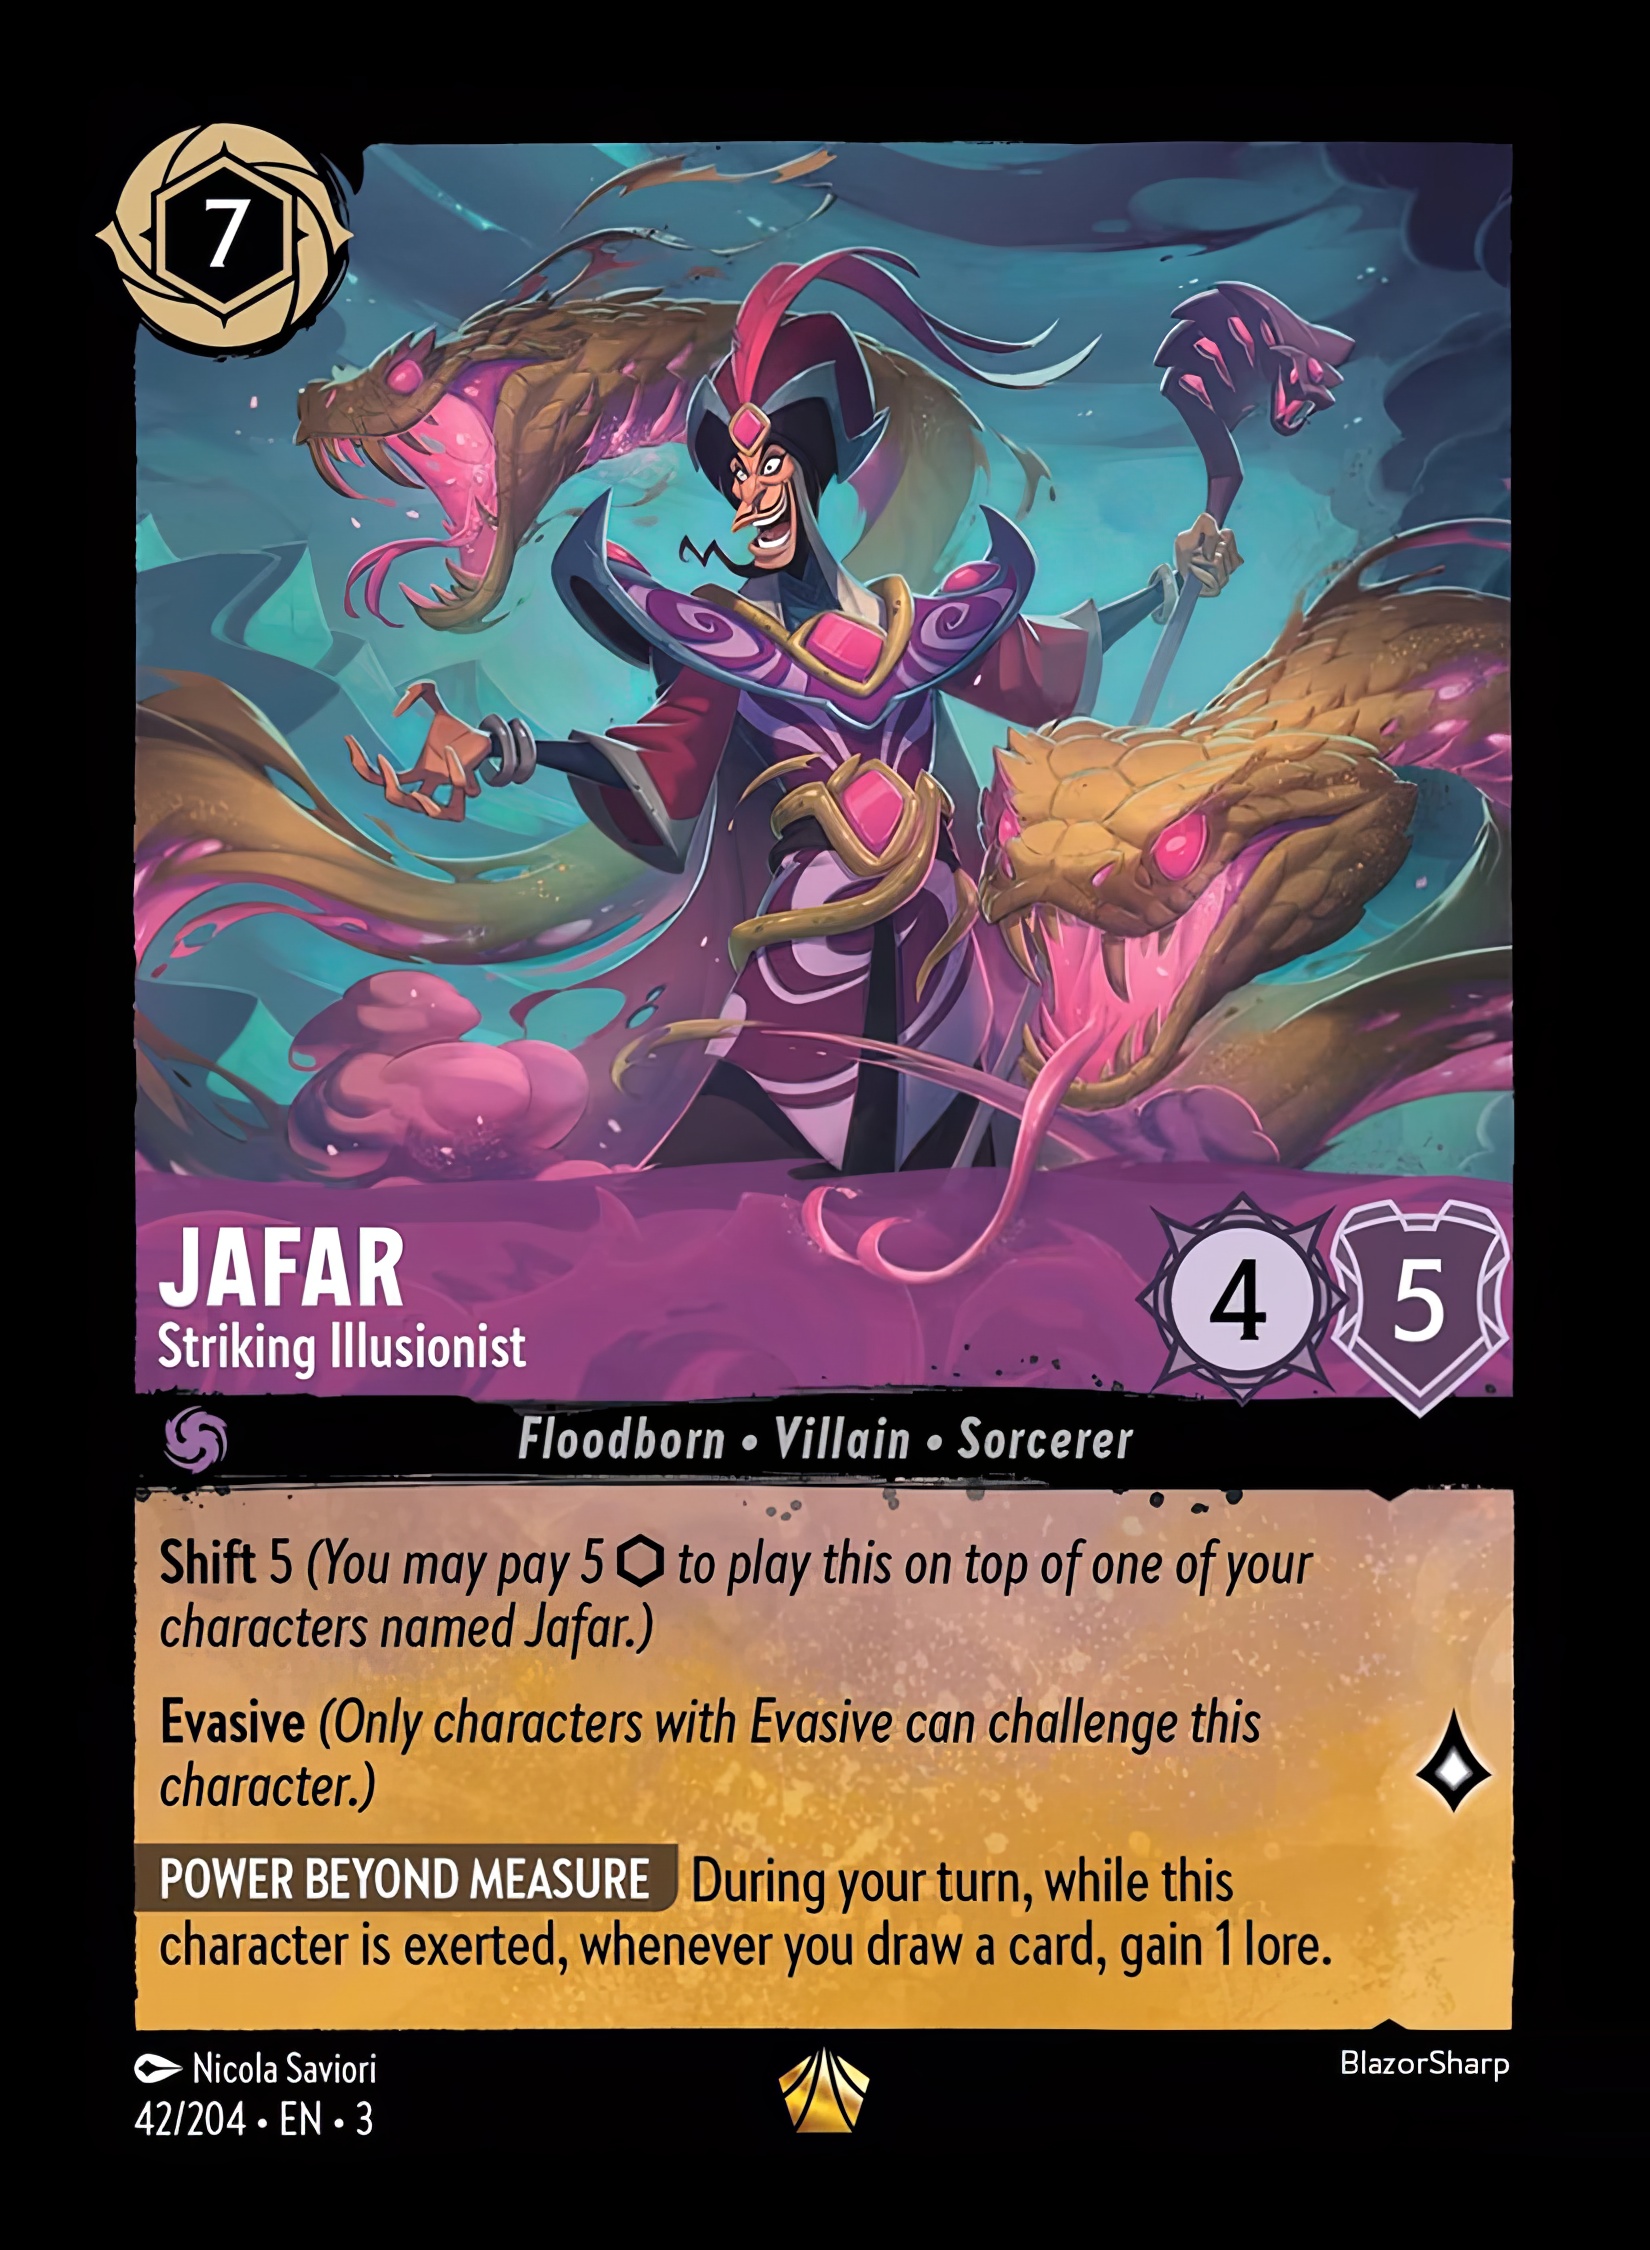 7
JAFAR
Striking Illusionist
4
5
Floodborn • Villain • Sorcerer
Shift 5 (You may pay 5 ⬡ to play this on top of one of your
characters named Jafar.)
Evasive (Only characters with Evasive can challenge this
character.)
POWER BEYOND MEASURE During your turn, while this
character is exerted, whenever you draw a card, gain 1 lore.
Nicola Saviori
BlazorSharp
42/204 • EN • 3